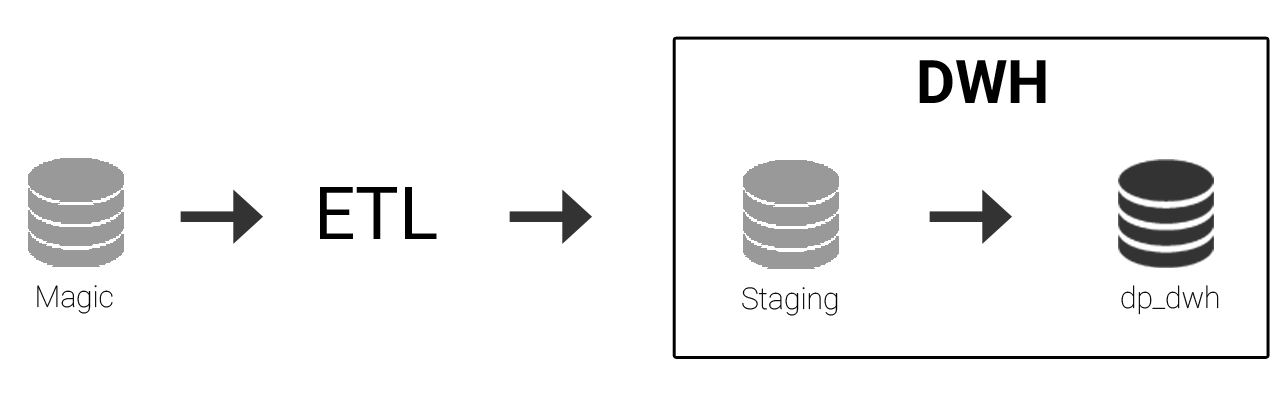 DWH
ETL
Magic
Staging
dp_dwh